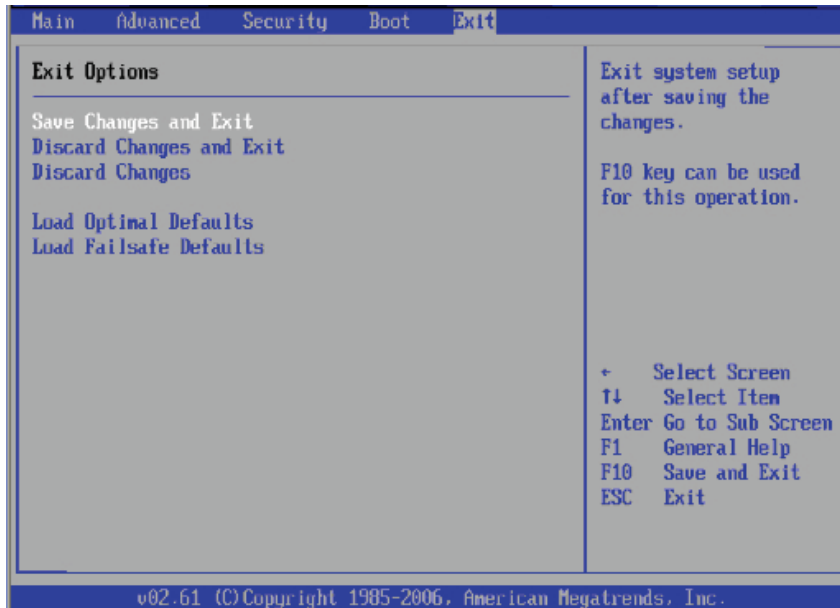 Main Advanced Security Boot Exit
Exit Options
Save Changes and Exit
Discard Changes and Exit
Discard Changes
Load Optimal Defaults
Load Failsafe Defaults
Exit system setup
after saving the
changes.
F10 key can be used
for this operation.
← Select Screen
↑↓ Select Item
Enter Go to Sub Screen
F1 General Help
F10 Save and Exit
ESC Exit
v02.61 (C)Copyright 1985-2006, American Megatrends, Inc.